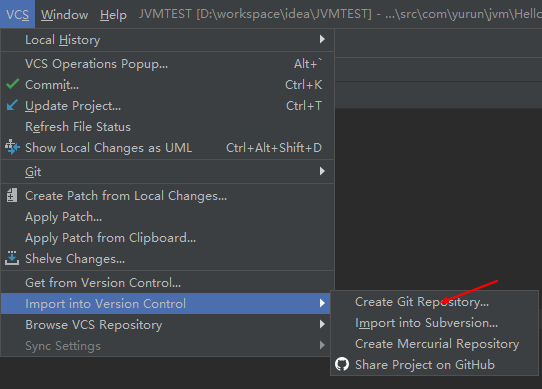 VCS Window Help JVMTEST [D:\workspace\idea\JVMTEST] - ...\src\com\yurun\jvm\Hello
Local History
VCS Operations Popup... Alt+`
Commit... Ctrl+K
Update Project... Ctrl+T
Refresh File Status
Show Local Changes as UML Ctrl+Alt+Shift+D
Git
Create Patch from Local Changes...
Apply Patch...
Apply Patch from Clipboard...
Shelve Changes...
Get from Version Control...
Import into Version Control
Browse VCS Repository
Sync Settings
Create Git Repository...
Import into Subversion...
Create Mercurial Repository
Share Project on GitHub